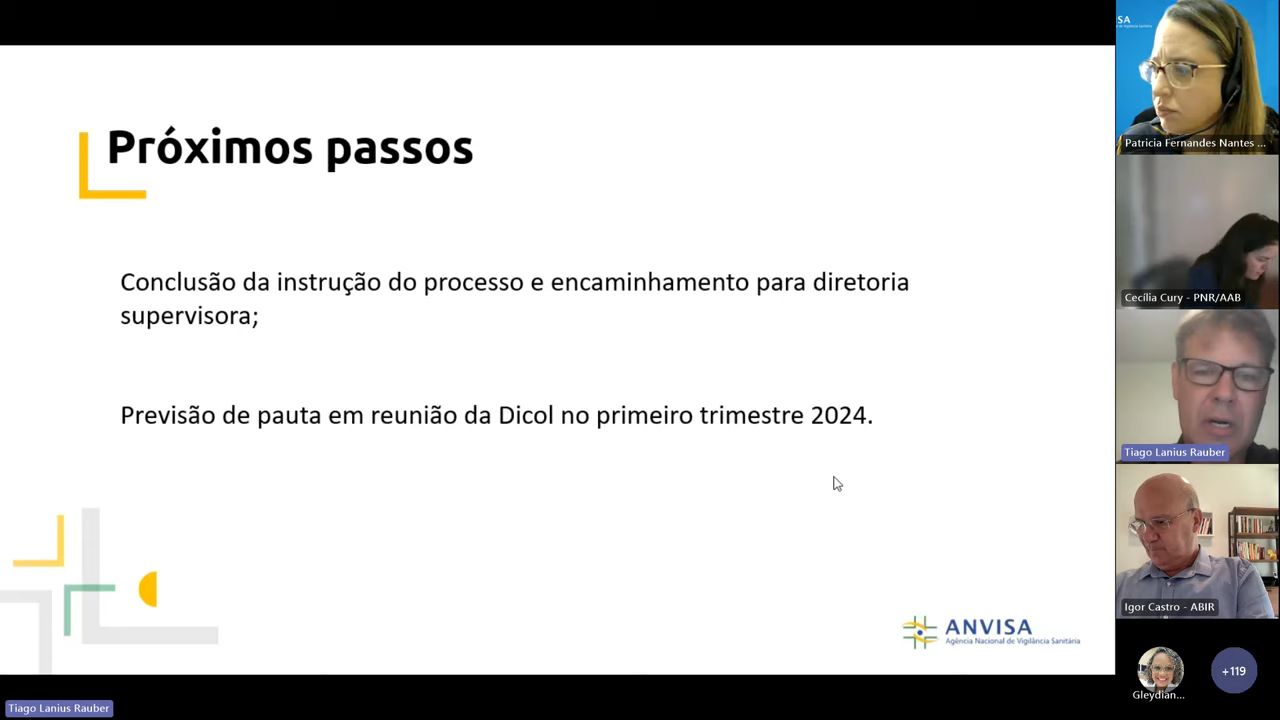 Próximos passos
Conclusão da instrução do processo e encaminhamento para diretoria
supervisora;
Previsão de pauta em reunião da Dicol no primeiro trimestre 2024.
ANVISA
Agência Nacional de Vigilância Sanitária
Tiago Lanius Rauber
Patricia Fernandes Nantes ...
Cecília Cury - PNR/AAB
Tiago Lanius Rauber
Igor Castro - ABIR
Gleydian...
+119